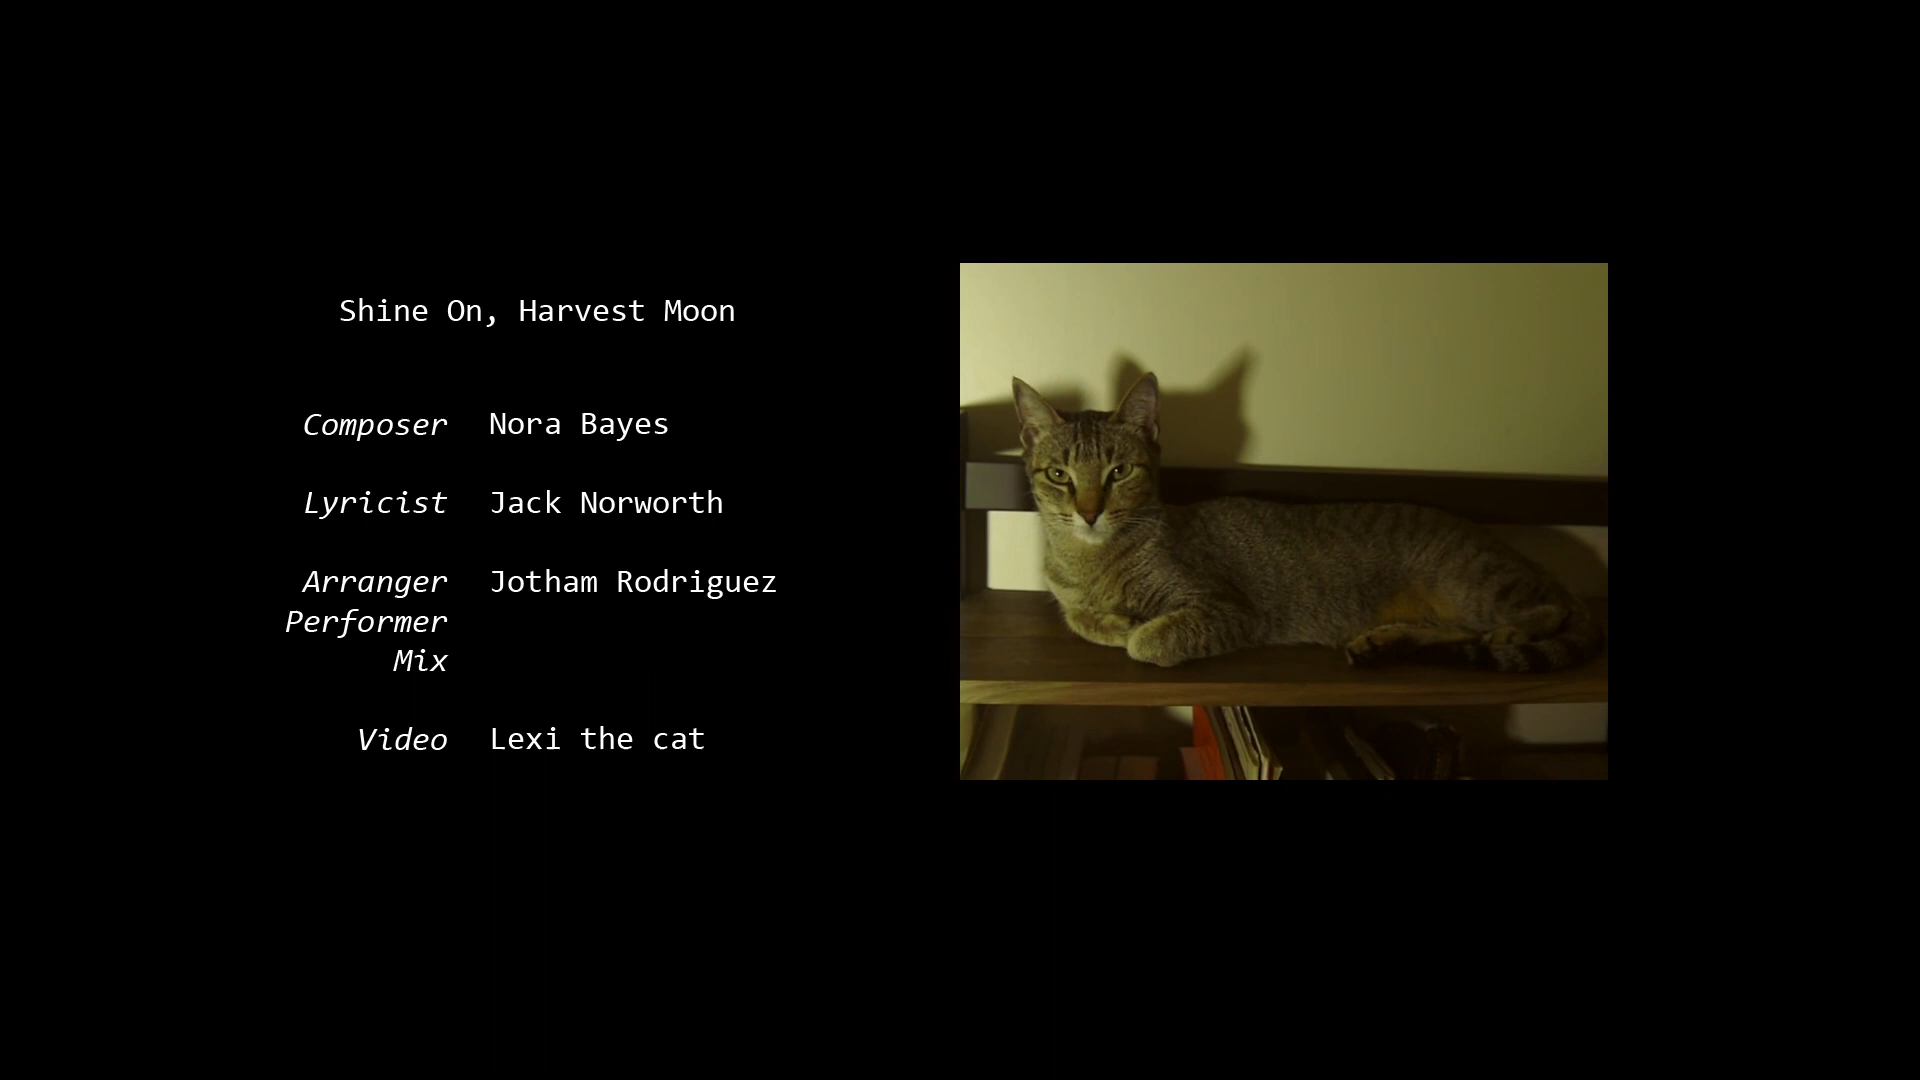 Shine On, Harvest Moon
Composer Nora Bayes
Lyricist Jack Norworth
Arranger Jotham Rodriguez
Performer
Mix
Video Lexi the cat